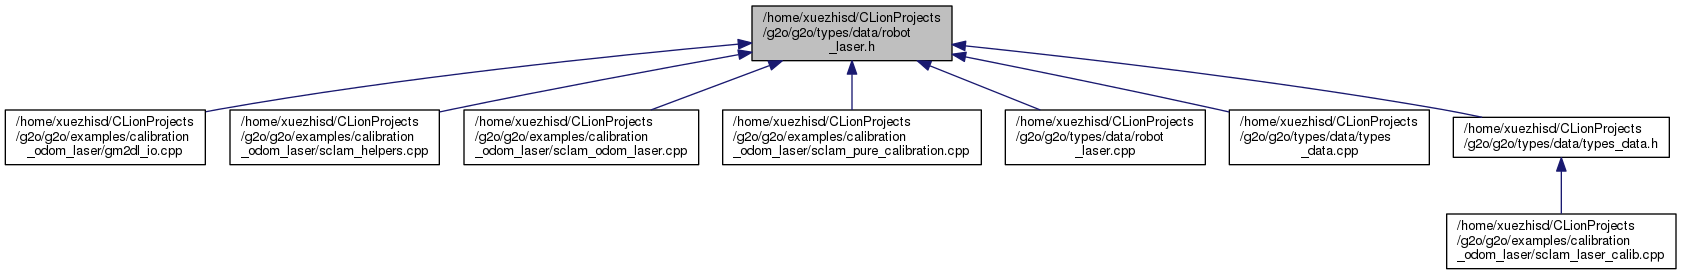 /home/xuezhisd/CLionProjects
/g2o/g2o/types/data/robot
_laser.h
/home/xuezhisd/CLionProjects
/g2o/g2o/examples/calibration
_odom_laser/gm2dl_io.cpp
/home/xuezhisd/CLionProjects
/g2o/g2o/examples/calibration
_odom_laser/sclam_helpers.cpp
/home/xuezhisd/CLionProjects
/g2o/g2o/examples/calibration
_odom_laser/sclam_odom_laser.cpp
/home/xuezhisd/CLionProjects
/g2o/g2o/examples/calibration
_odom_laser/sclam_pure_calibration.cpp
/home/xuezhisd/CLionProjects
/g2o/g2o/types/data/robot
_laser.cpp
/home/xuezhisd/CLionProjects
/g2o/g2o/types/data/types
_data.cpp
/home/xuezhisd/CLionProjects
/g2o/g2o/types/data/types_data.h
/home/xuezhisd/CLionProjects
/g2o/g2o/examples/calibration
_odom_laser/sclam_laser_calib.cpp